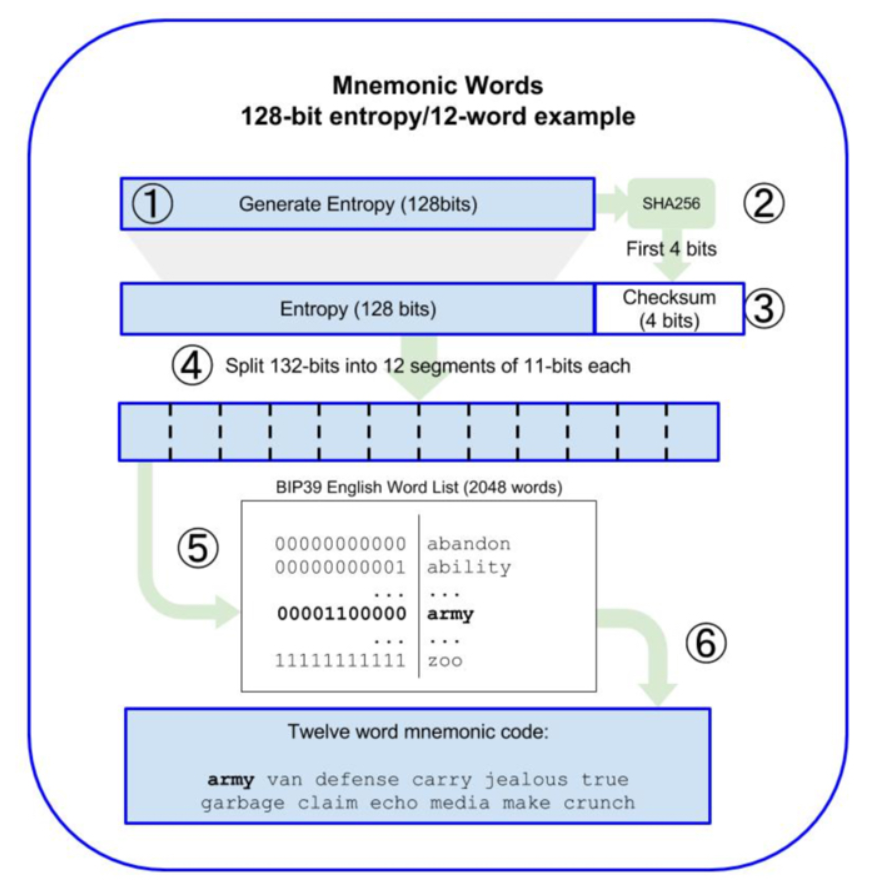 Mnemonic Words
128-bit entropy/12-word example
① Generate Entropy (128bits)
SHA256 ②
First 4 bits
Entropy (128 bits)
Checksum
(4 bits) ③
④ Split 132-bits into 12 segments of 11-bits each
BIP39 English Word List (2048 words)
⑤
00000000000 abandon
00000000001 ability
... ...
00001100000 army
... ...
11111111111 zoo
⑥
Twelve word mnemonic code:
army van defense carry jealous true
garbage claim echo media make crunch